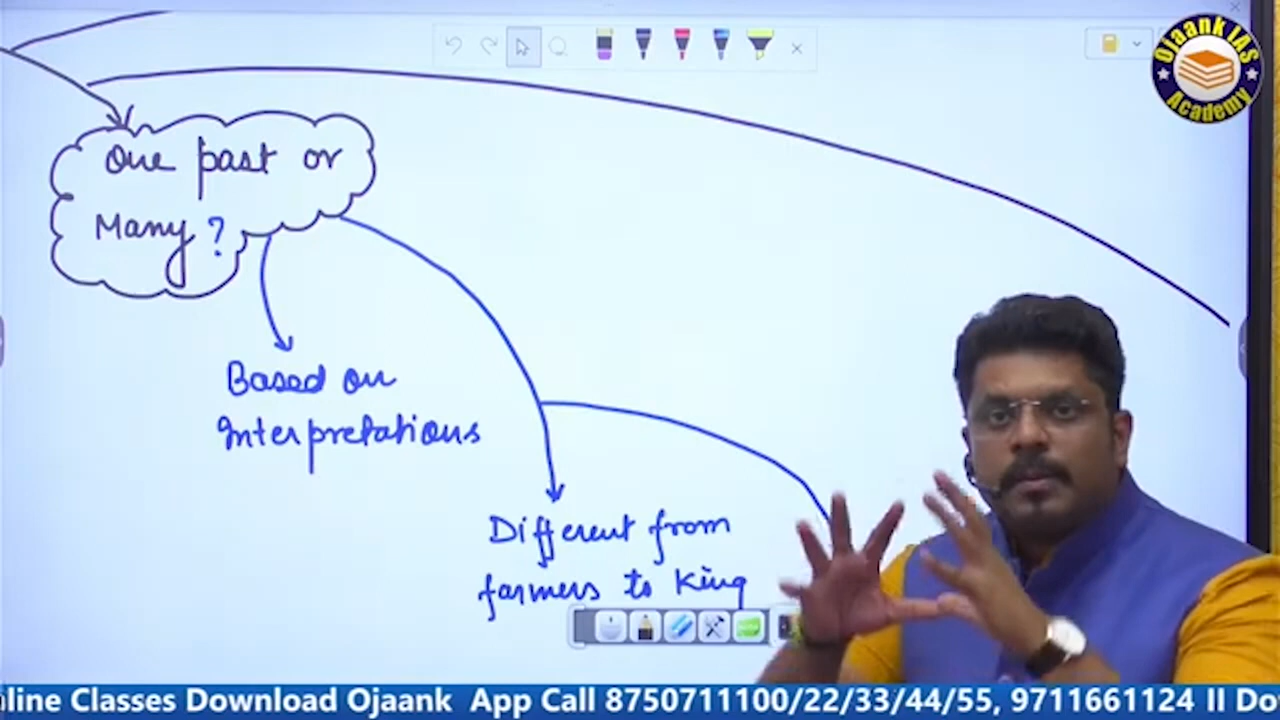 Ojaank IAS
Academy
One past or
Many ?
Based on
Interpretations
Different from
farmers to King
nline Classes Download Ojaank App Call 8750711100/22/33/44/55, 9711661124 II Do